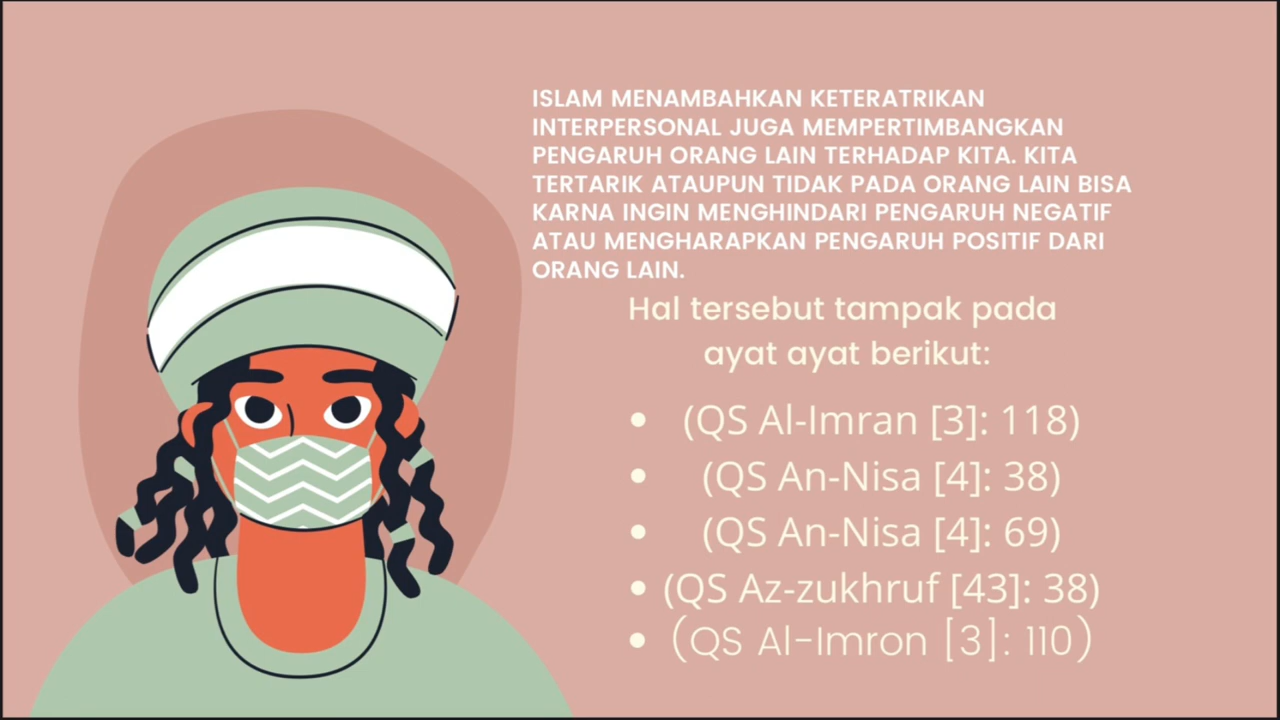 ISLAM MENAMBAHKAN KETERATRIKAN
INTERPERSONAL JUGA MEMPERTIMBANGKAN
PENGARUH ORANG LAIN TERHADAP KITA. KITA
TERTARIK ATAUPUN TIDAK PADA ORANG LAIN BISA
KARNA INGIN MENGHINDARI PENGARUH NEGATIF
ATAU MENGHARAPKAN PENGARUH POSITIF DARI
ORANG LAIN.
Hal tersebut tampak pada
ayat ayat berikut:
• (QS Al-Imran [3]: 118)
• (QS An-Nisa [4]: 38)
• (QS An-Nisa [4]: 69)
• (QS Az-zukhruf [43]: 38)
• (QS Al-Imron [3]: 110)